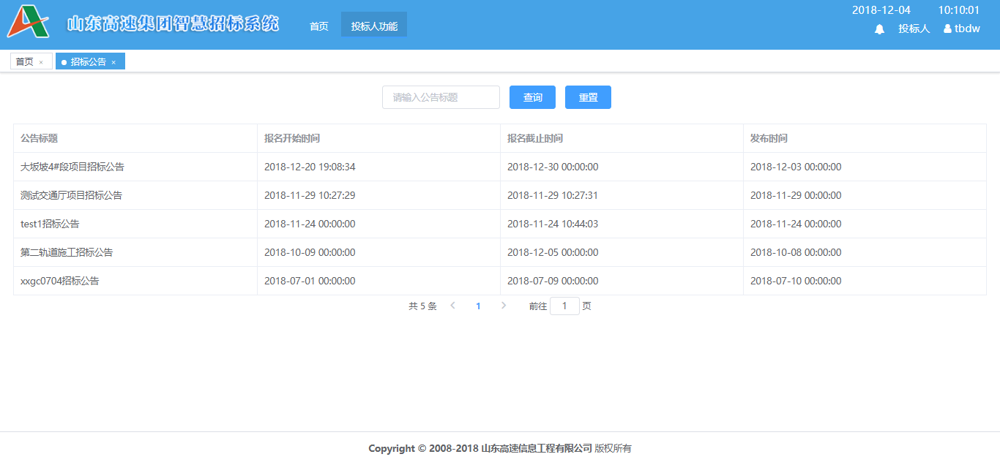 山东高速集团智慧招标系统 首页 投标人功能 2018-12-04 10:10:01
投标人 tbdw
首页 × 招标公告 ×
请输入公告标题 查询 重置
公告标题 报名开始时间 报名截止时间 发布时间
大坂坡4#段项目招标公告 2018-12-20 19:08:34 2018-12-30 00:00:00 2018-12-03 00:00:00
测试交通厅项目招标公告 2018-11-29 10:27:29 2018-11-29 10:27:31 2018-11-29 00:00:00
test1招标公告 2018-11-24 00:00:00 2018-11-24 10:44:03 2018-11-24 00:00:00
第二轨道施工招标公告 2018-10-09 00:00:00 2018-12-05 00:00:00 2018-10-08 00:00:00
xxgc0704招标公告 2018-07-01 00:00:00 2018-07-09 00:00:00 2018-07-10 00:00:00
共 5 条 1 前往 1 页
Copyright © 2008-2018 山东高速信息工程有限公司 版权所有